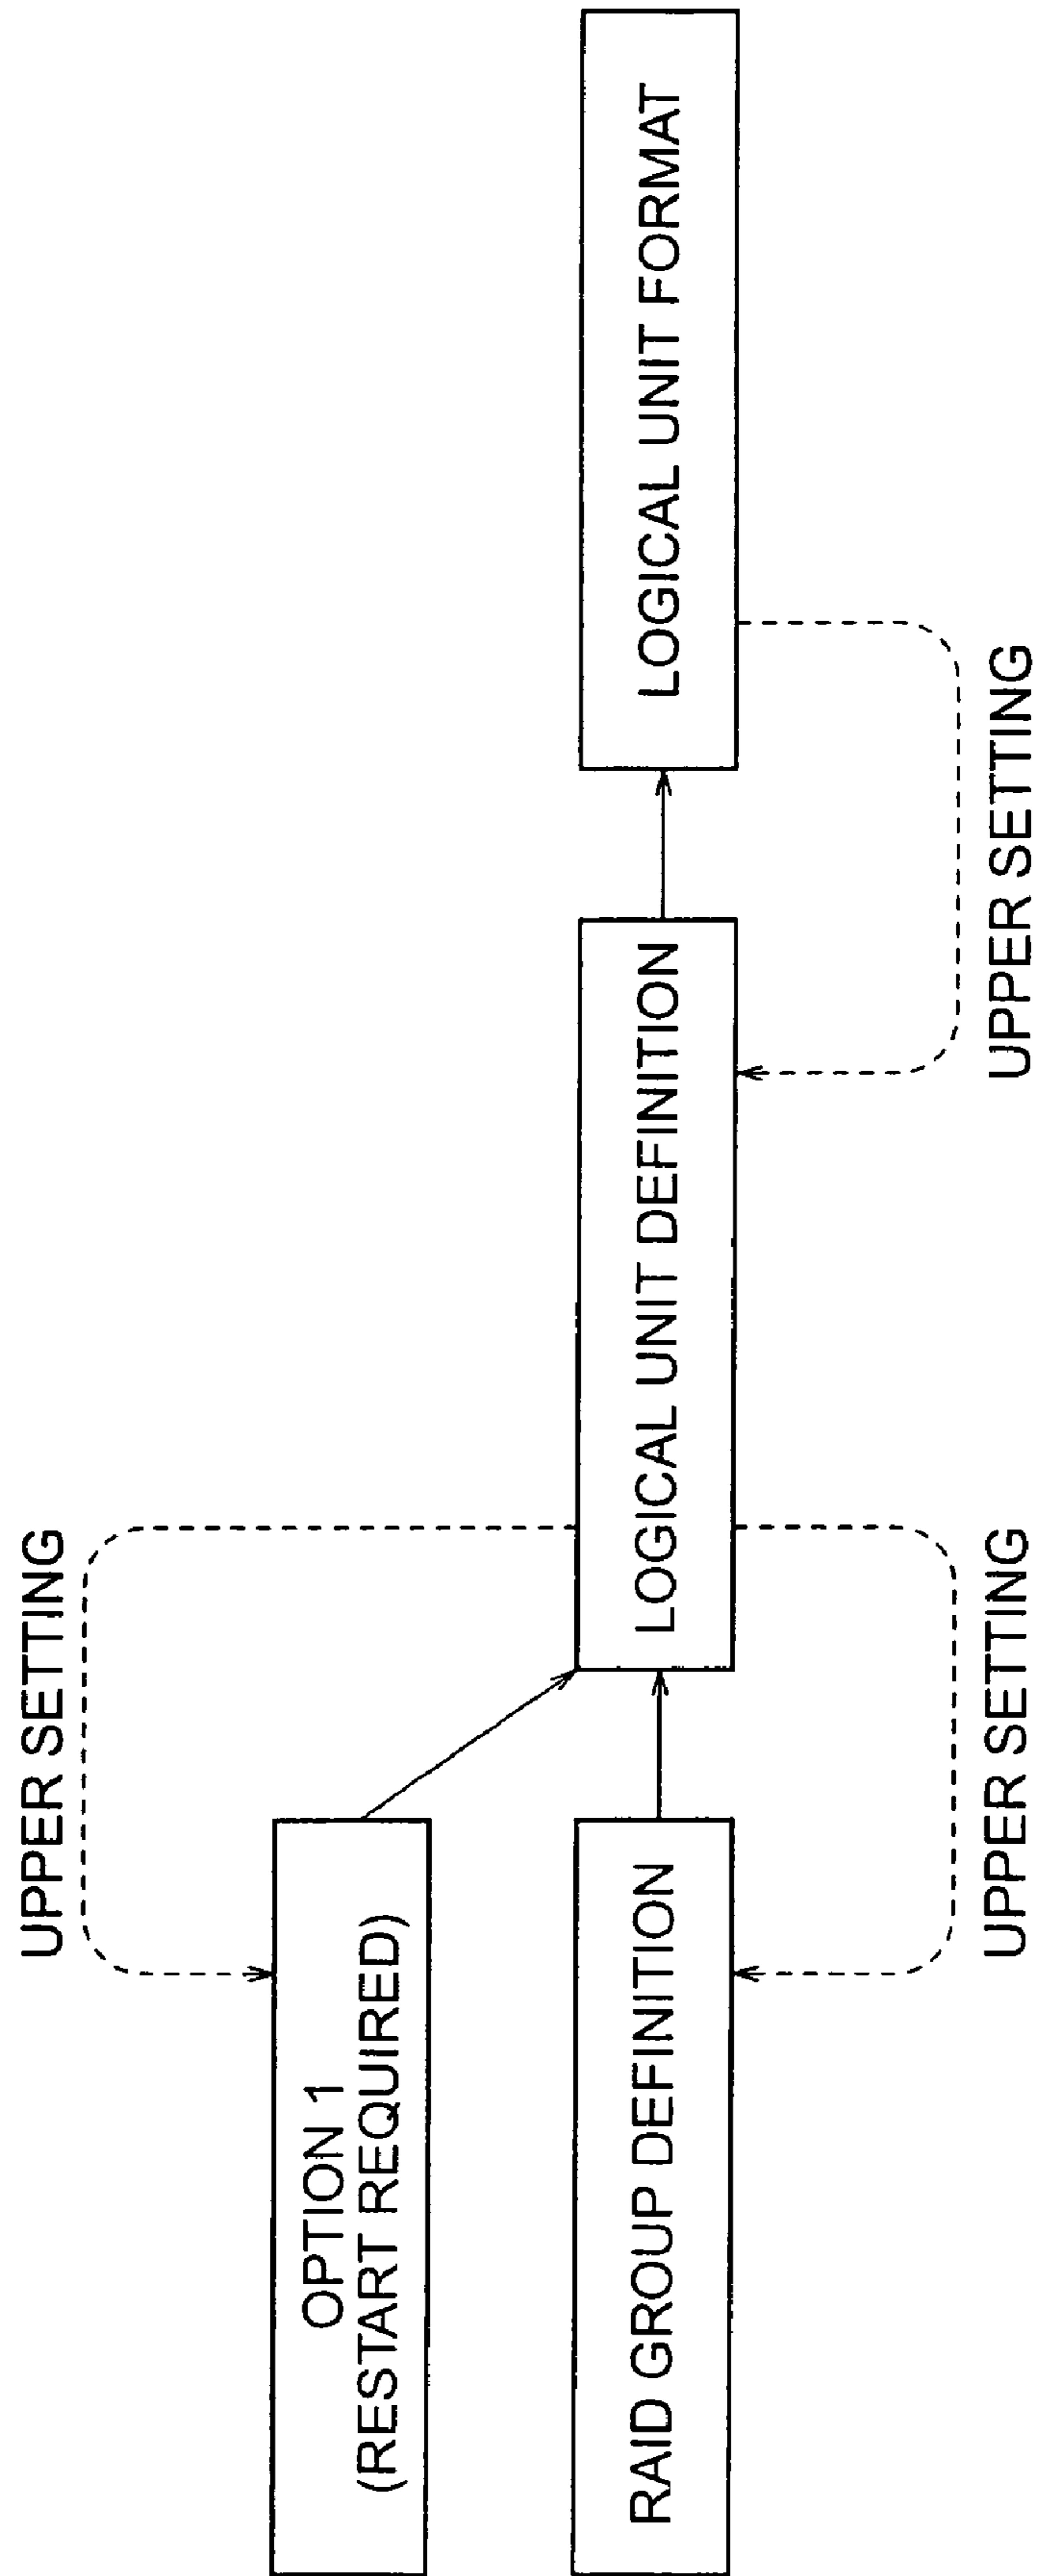 UPPER SETTING
OPTION 1
(RESTART REQUIRED)
RAID GROUP DEFINITION
LOGICAL UNIT DEFINITION
LOGICAL UNIT FORMAT
UPPER SETTING
UPPER SETTING